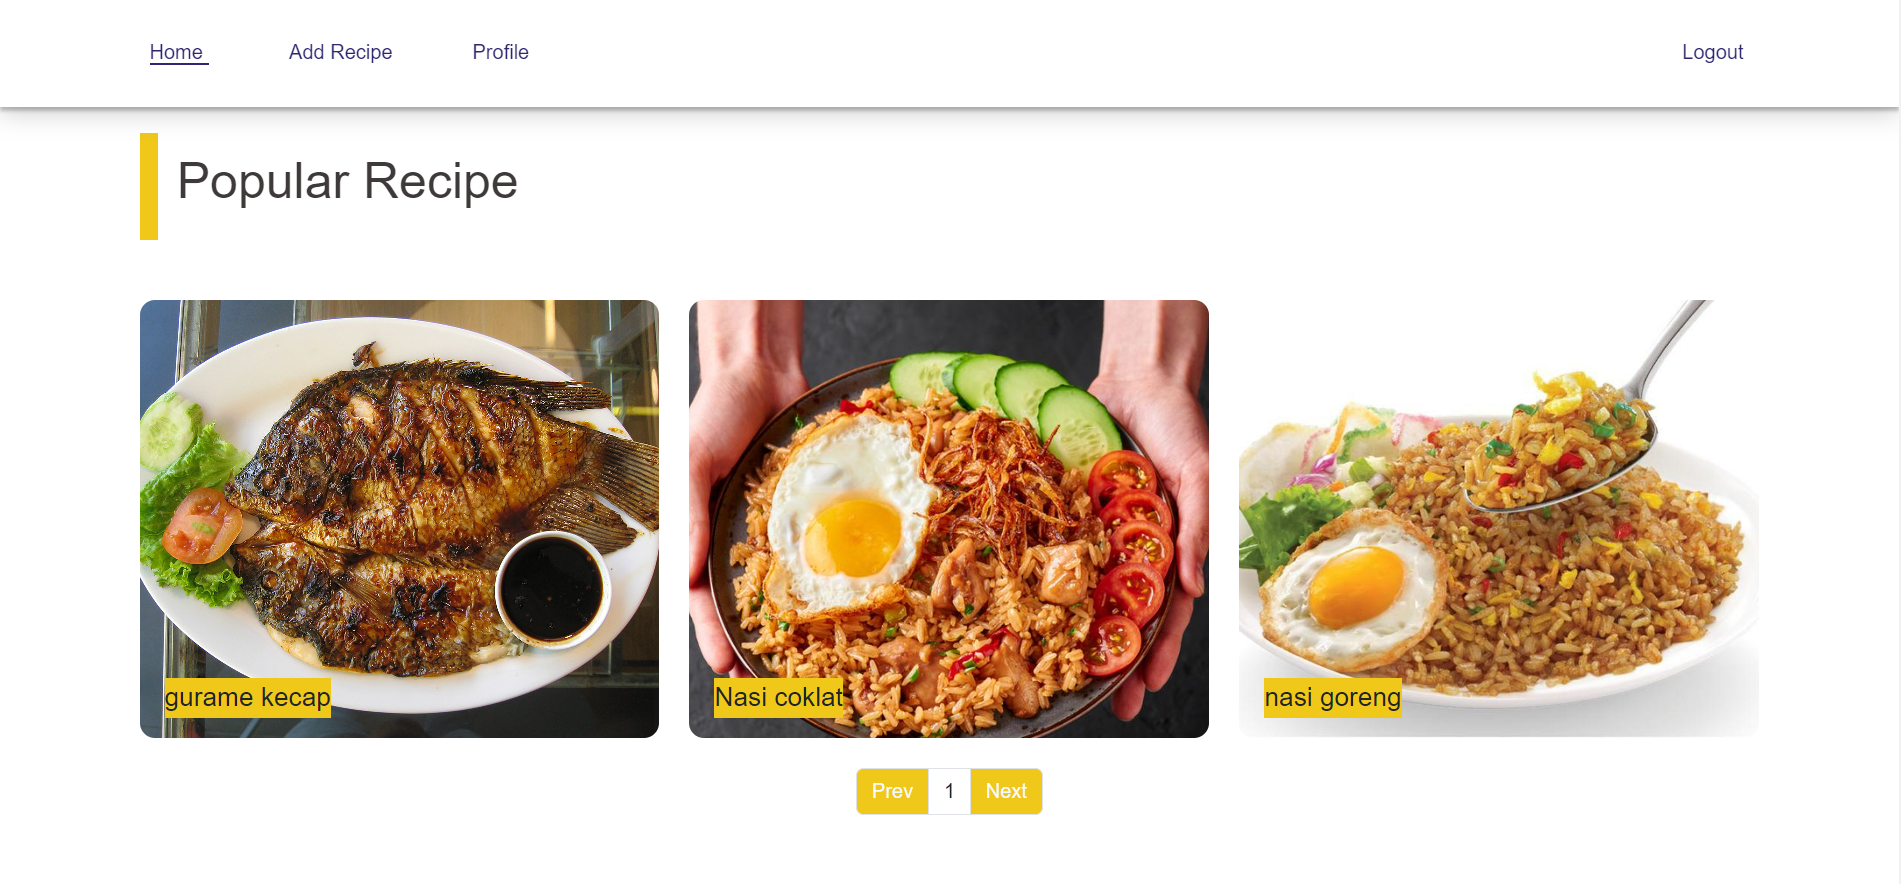 Home
Add Recipe
Profile
Logout
Popular Recipe
gurame kecap
Nasi coklat
nasi goreng
Prev
1
Next